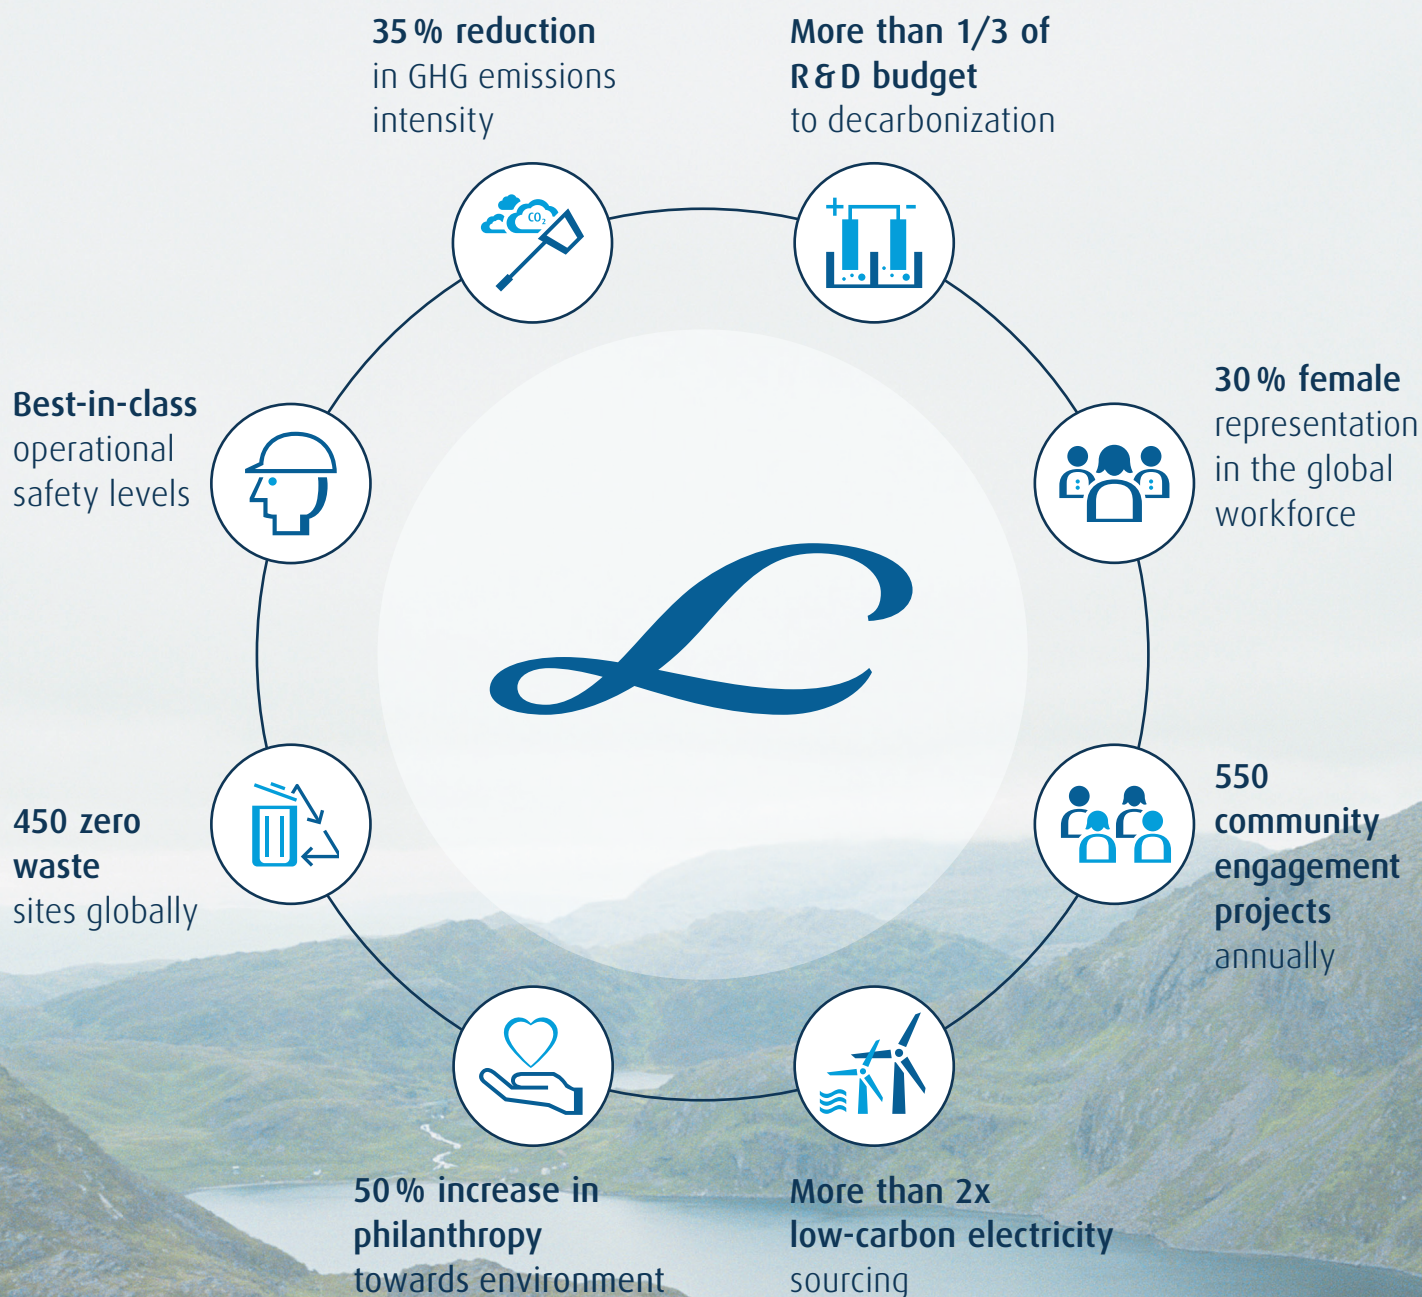 35 % reduction
in GHG emissions
intensity
More than 1/3 of
R & D budget
to decarbonization
CO₂
+ -
Best-in-class
operational
safety levels
30 % female
representation
in the global
workforce
L
450 zero
waste
sites globally
550
community
engagement
projects
annually
50 % increase in
philanthropy
towards environment
More than 2x
low-carbon electricity
sourcing